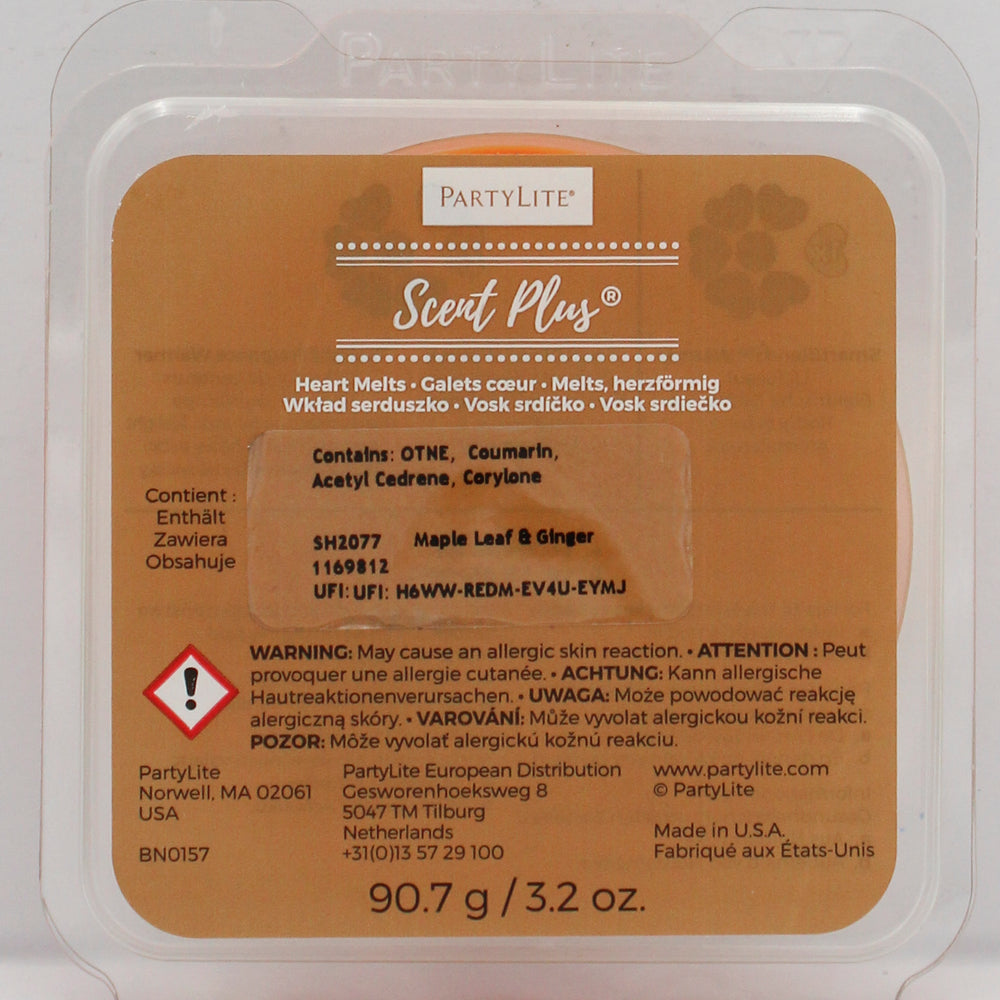 PARTYLITE
PARTYLITE®
Scent Plus®
Heart Melts • Galets cœur • Melts, herzförmig
Wkład serduszko • Vosk srdíčko • Vosk srdiečko
Contains: OTNE, Coumarin,
Acetyl Cedrene, Corylone
Contient :
Enthält
Zawiera
Obsahuje
SH2077 Maple Leaf & Ginger
1169812
UFI: UFI: H6WW-REDM-EV4U-EYMJ
WARNING: May cause an allergic skin reaction. • ATTENTION : Peut
provoquer une allergie cutanée. • ACHTUNG: Kann allergische
Hautreaktionenverursachen. • UWAGA: Może powodować reakcję
alergiczną skóry. • VAROVÁNÍ: Může vyvolat alergickou kožní reakci.
POZOR: Môže vyvolať alergickú kožnú reakciu.
PartyLite
Norwell, MA 02061
USA
BN0157
PartyLite European Distribution
Gesworenhoeksweg 8
5047 TM Tilburg
Netherlands
+31(0)13 57 29 100
www.partylite.com
© PartyLite
Made in U.S.A.
Fabriqué aux États-Unis
90.7 g / 3.2 oz.